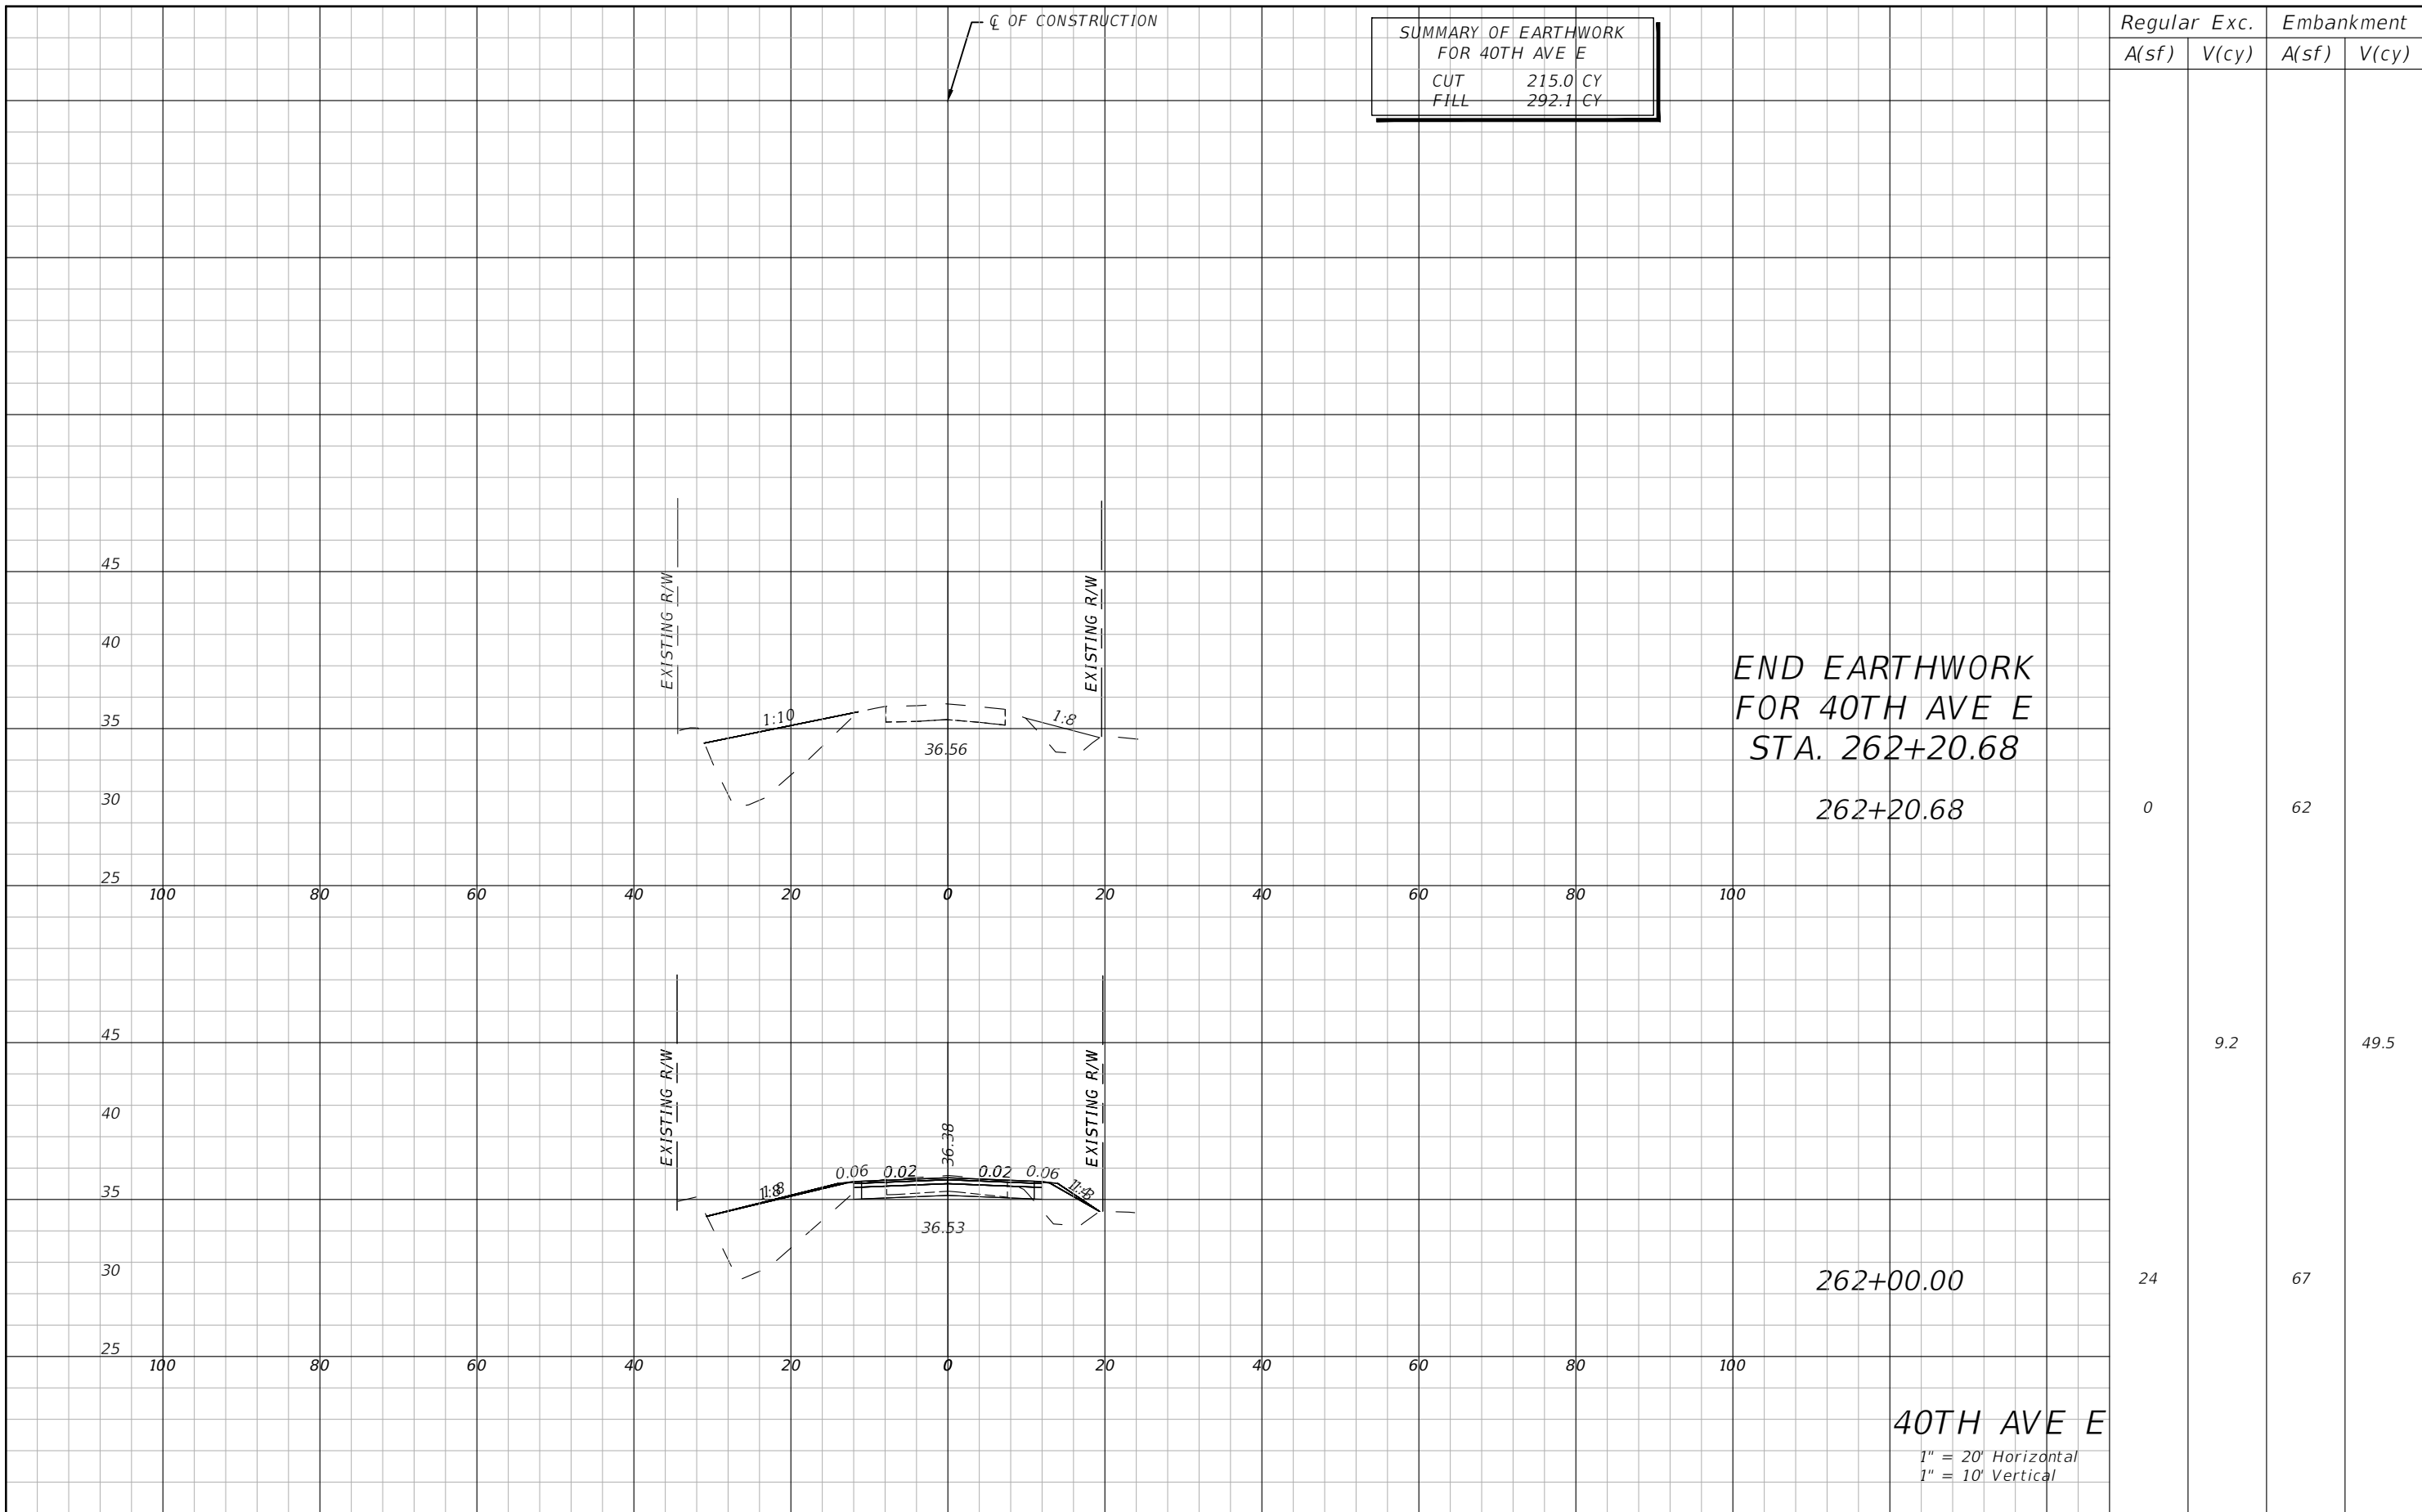 ℄ OF CONSTRUCTION
SUMMARY OF EARTHWORK
FOR 40TH AVE E
CUT 215.0 CY
FILL 292.1 CY
Regular Exc. Embankment
A(sf) V(cy) A(sf) V(cy)
45
40
35
30
25
EXISTING R/W
EXISTING R/W
1:10
1:8
36.56
END EARTHWORK
FOR 40TH AVE E
STA. 262+20.68
262+20.68
0 62
100 80 60 40 20 0 20 40 60 80 100
9.2 49.5
45
40
35
30
25
EXISTING R/W
EXISTING R/W
36.38
0.06 0.02 0.02 0.06
1:8
36.53
262+00.00
24 67
100 80 60 40 20 0 20 40 60 80 100
40TH AVE E
1" = 20' Horizontal
1" = 10' Vertical